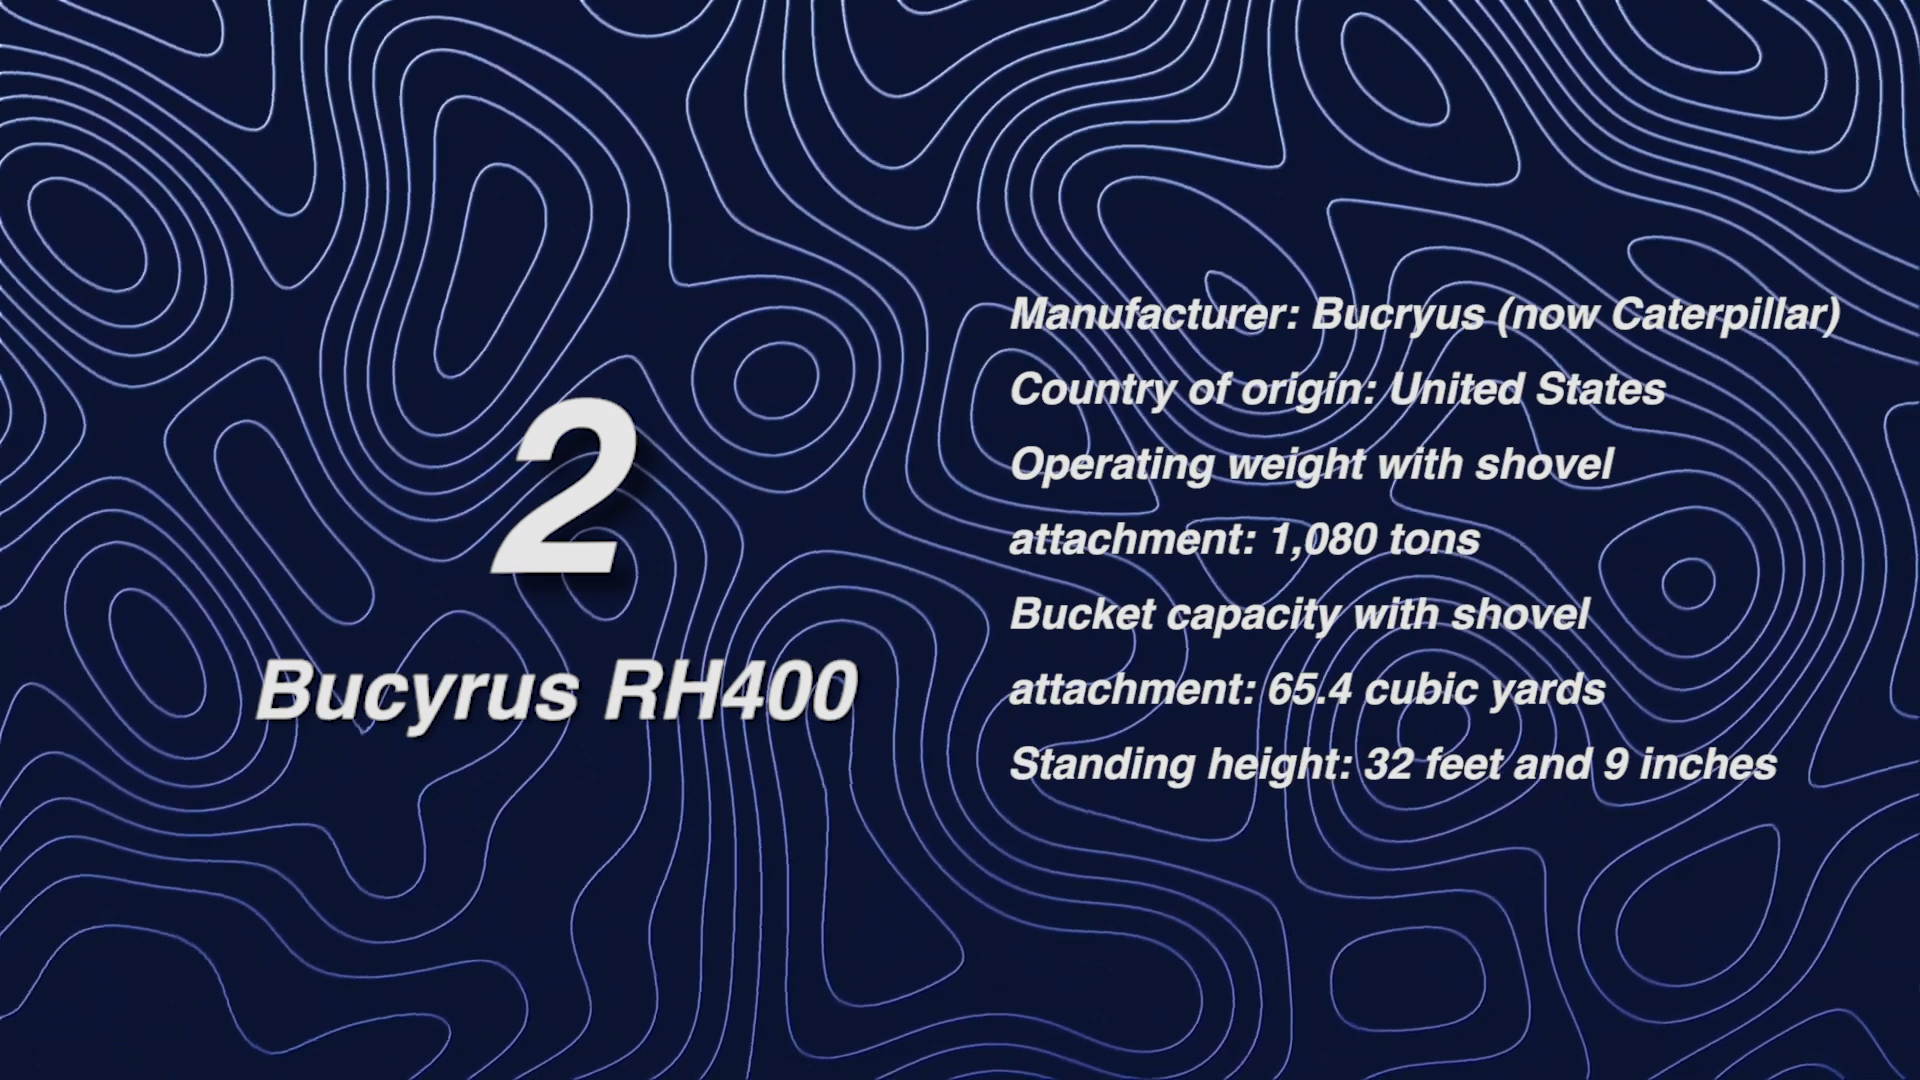 2
Bucyrus RH400
Manufacturer: Bucryus (now Caterpillar)
Country of origin: United States
Operating weight with shovel
attachment: 1,080 tons
Bucket capacity with shovel
attachment: 65.4 cubic yards
Standing height: 32 feet and 9 inches